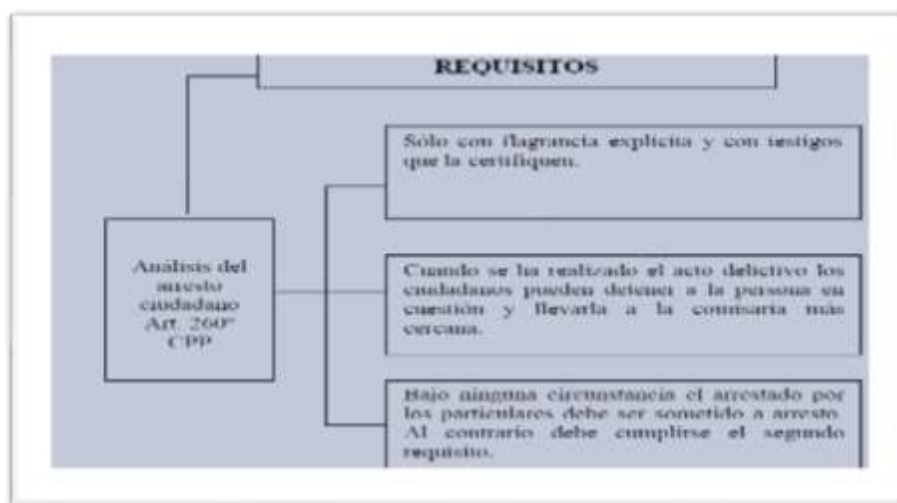 REQUISITOS
Sólo con flagrancia explicita y con testigos
que la certifiquen.
Análisis del
arresto
ciudadano
Art. 260°
CPP
Cuando se ha realizado el acto delictivo los
ciudadanos pueden detener a la persona en
cuestión y llevarla a la comisaría más
cercana.
Bajo ninguna circunstancia el arrestado por
los particulares debe ser sometido a arresto.
Al contrario debe cumplirse el segundo
requisito.